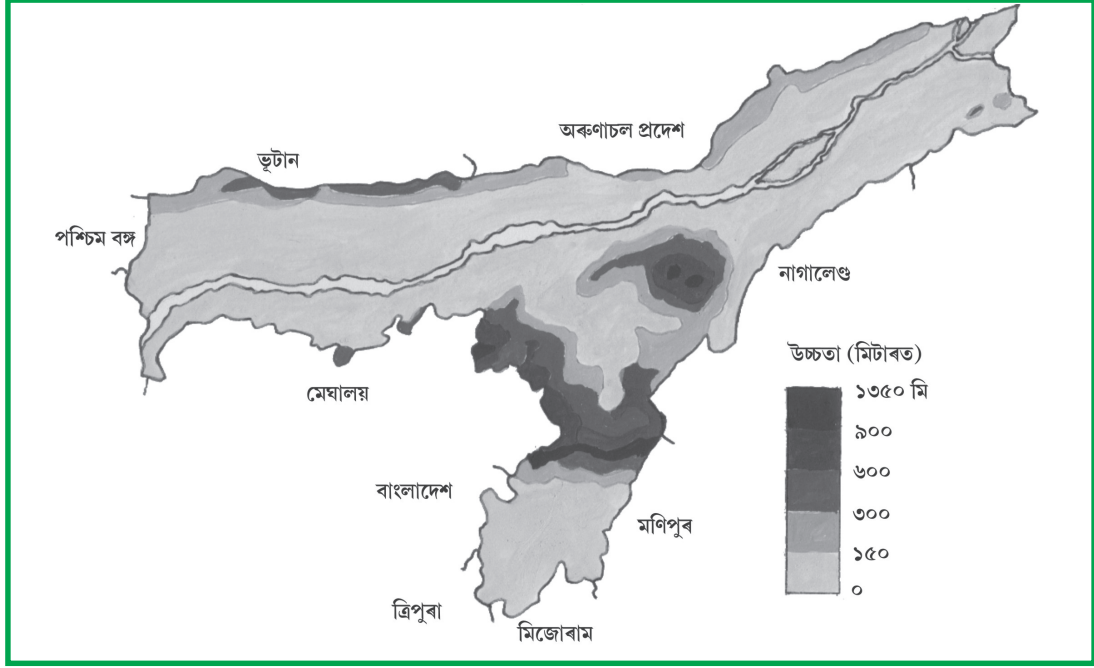 অৰুণাচল প্ৰদেশ
ভূটান
পশ্চিম বঙ্গ
নাগালেণ্ড
উচ্চতা (মিটাৰত)
১৩৫০ মি
৯০০
৬০০
৩০০
১৫০
০
মেঘালয়
বাংলাদেশ
মণিপুৰ
ত্ৰিপুৰা
মিজোৰাম